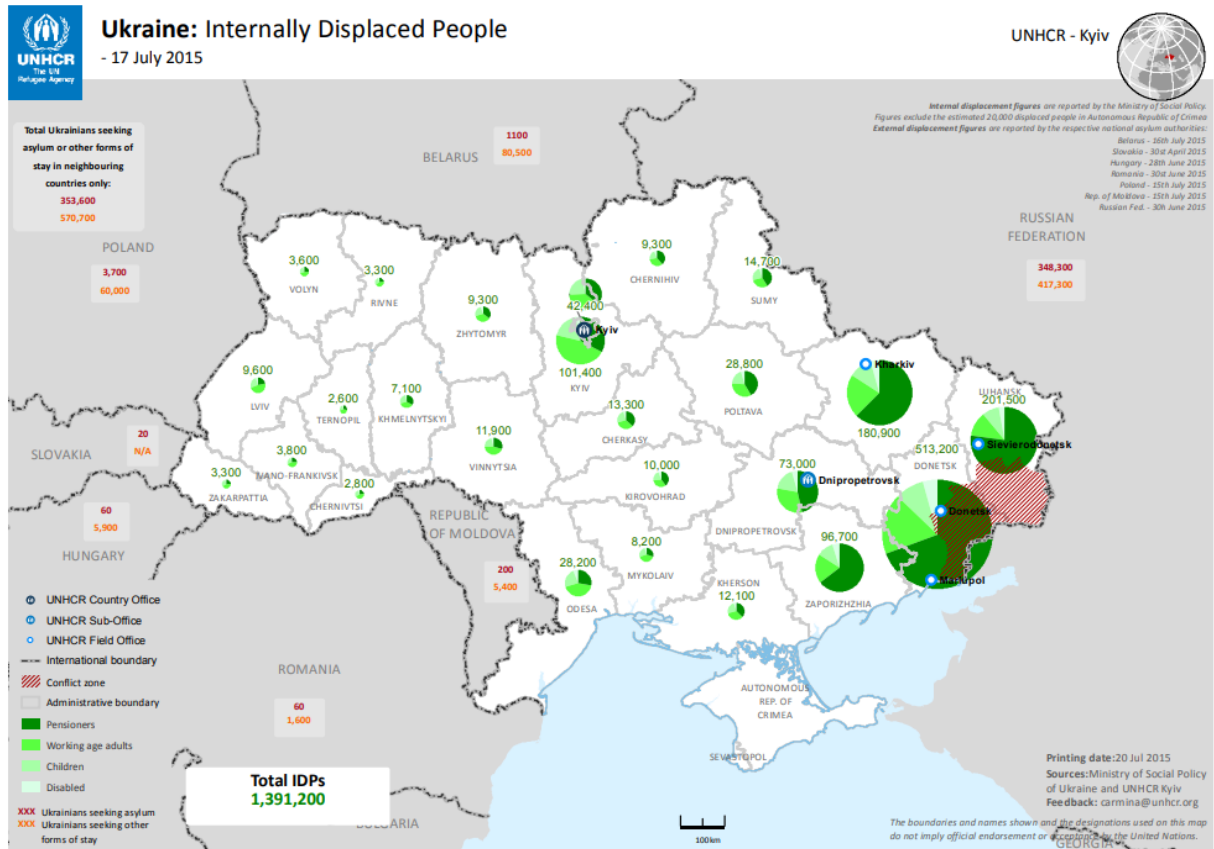 UNHCR
The UN
Refugee Agency
Ukraine: Internally Displaced People
- 17 July 2015
UNHCR - Kyiv
Internal displacement figures are reported by the Ministry of Social Policy.
Figures exclude the estimated 20,000 displaced people in Autonomous Republic of Crimea
External displacement figures are reported by the respective national asylum authorities:
Belarus - 16th July 2015
Slovakia - 30st April 2015
Hungary - 28th June 2015
Romania - 30st June 2015
Poland - 15th July 2015
Rep. of Moldova - 15th July 2015
Russian Fed. - 30h June 2015
Total Ukrainians seeking
asylum or other forms of
stay in neighbouring
countries only:
353,600
570,700
BELARUS
1100
80,500
RUSSIAN
FEDERATION
348,300
417,300
POLAND
3,700
60,000
3,600
VOLYN
3,300
RIVNE
9,300
ZHYTOMYR
42,400
Kyiv
101,400
KYIV
9,300
CHERNIHIV
14,700
SUMY
9,600
LVIV
2,600
TERNOPIL
7,100
KHMELNYTSKYI
11,900
VINNYTSIA
13,300
CHERKASY
28,800
POLTAVA
Kharkiv
180,900
LUHANSK
201,500
Sievierodonetsk
513,200
DONETSK
Donetsk
Mariupol
SLOVAKIA
20
N/A
3,300
ZAKARPATTIA
3,800
IVANO-FRANKIVSK
2,800
CHERNIVTSI
10,000
KIROVOHRAD
73,000
Dnipropetrovsk
DNIPROPETROVSK
96,700
ZAPORIZHZHIA
60
5,900
HUNGARY
REPUBLIC
OF MOLDOVA
200
5,400
28,200
ODESA
8,200
MYKOLAIV
KHERSON
12,100
ROMANIA
60
1,600
AUTONOMOUS
REP. OF
CRIMEA
SEVASTOPOL
UNHCR Country Office
UNHCR Sub-Office
UNHCR Field Office
International boundary
Conflict zone
Administrative boundary
Pensioners
Working age adults
Children
Disabled
XXX Ukrainians seeking asylum
XXX Ukrainians seeking other
forms of stay
Total IDPs
1,391,200
BULGARIA
100km
Printing date:20 Jul 2015
Sources:Ministry of Social Policy
of Ukraine and UNHCR Kyiv
Feedback: carmina@unhcr.org
The boundaries and names shown and the designations used on this map
do not imply official endorsement or acceptance by the United Nations.
GEORGIA